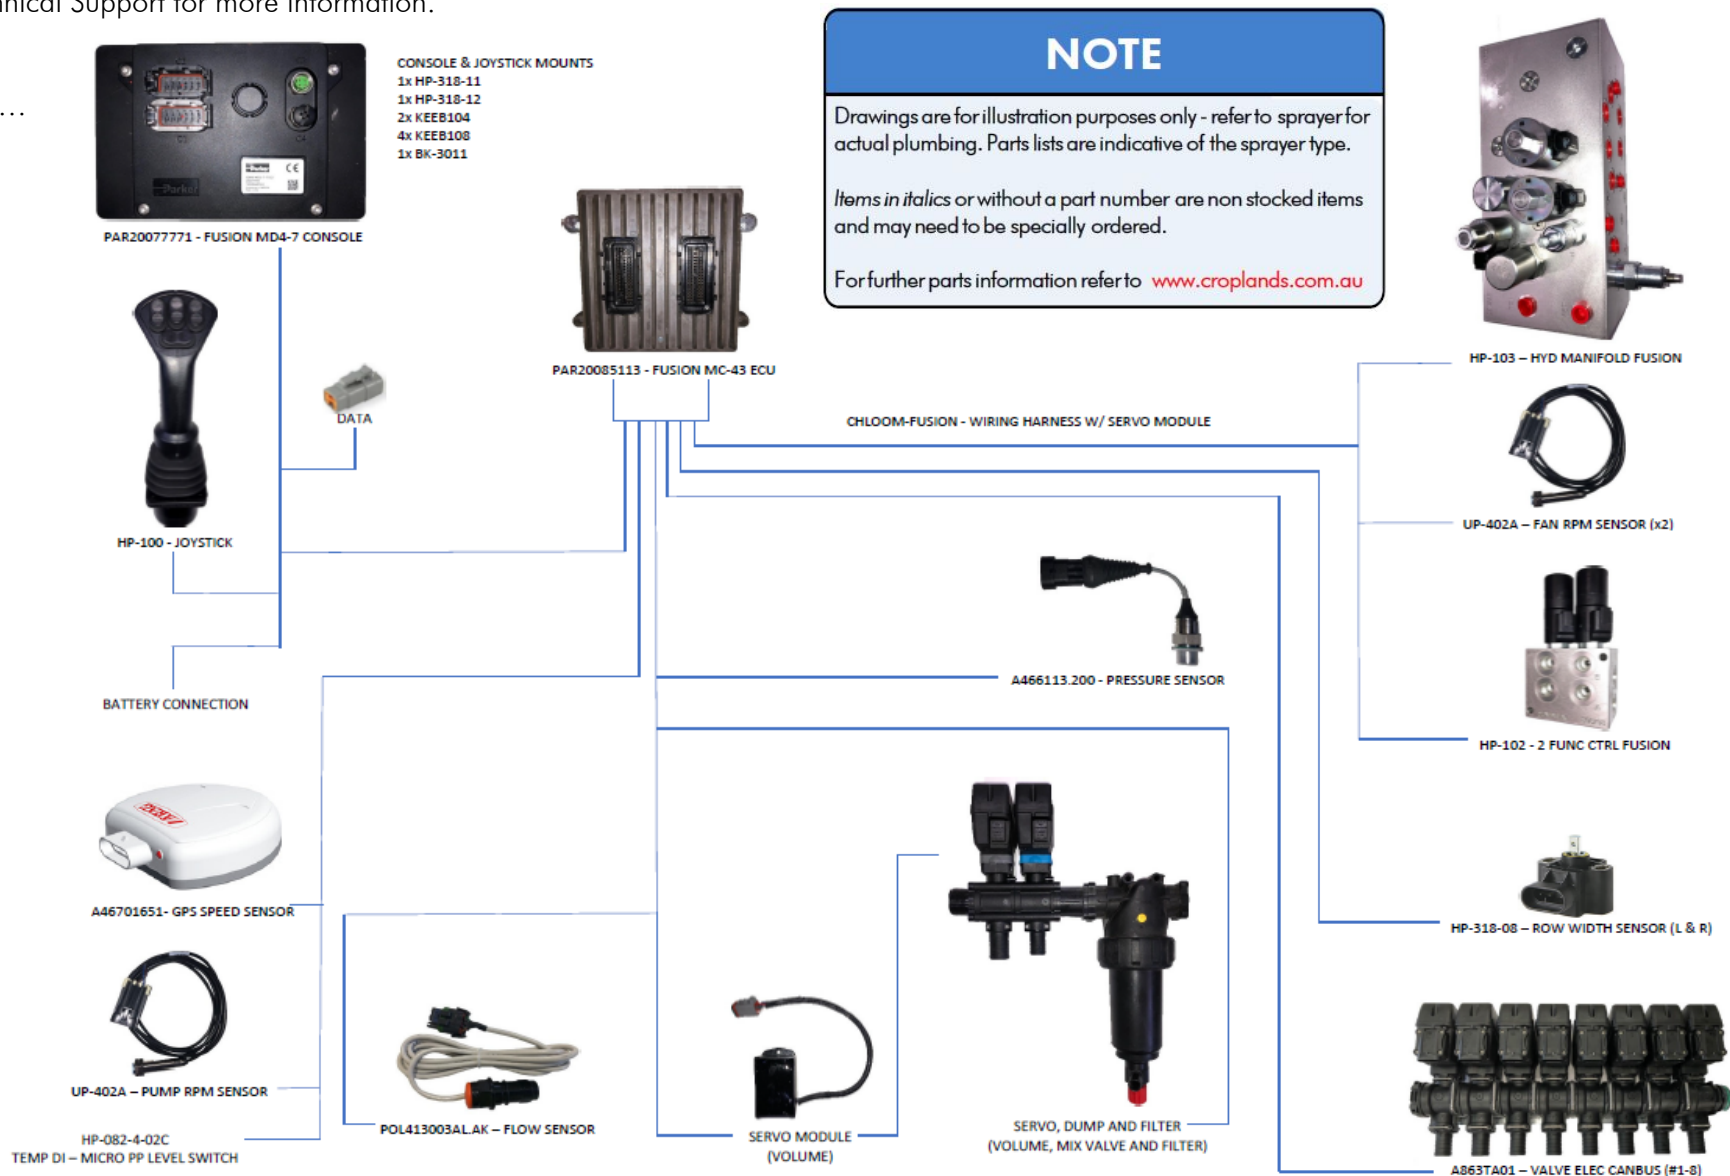 nnical Support for more information.
...
CONSOLE & JOYSTICK MOUNTS
1x HP-318-11
1x HP-318-12
2x KEEB104
4x KEEB108
1x BK-3011
Parker
PAR20077771 - FUSION MD4-7 CONSOLE
NOTE
Drawings are for illustration purposes only - refer to sprayer for
actual plumbing. Parts lists are indicative of the sprayer type.
Items in italics or without a part number are non stocked items
and may need to be specially ordered.
For further parts information refer to www.croplands.com.au
HP-103 – HYD MANIFOLD FUSION
PAR20085113 - FUSION MC-43 ECU
DATA
CHLOOM-FUSION - WIRING HARNESS W/ SERVO MODULE
HP-100 - JOYSTICK
UP-402A – FAN RPM SENSOR (x2)
A466113.200 - PRESSURE SENSOR
BATTERY CONNECTION
HP-102 - 2 FUNC CTRL FUSION
A46701651- GPS SPEED SENSOR
HP-318-08 – ROW WIDTH SENSOR (L & R)
UP-402A – PUMP RPM SENSOR
POL413003AL.AK – FLOW SENSOR
SERVO MODULE
(VOLUME)
SERVO, DUMP AND FILTER
(VOLUME, MIX VALVE AND FILTER)
HP-082-4-02C
TEMP DI – MICRO PP LEVEL SWITCH
A863TA01 – VALVE ELEC CANBUS (#1-8)